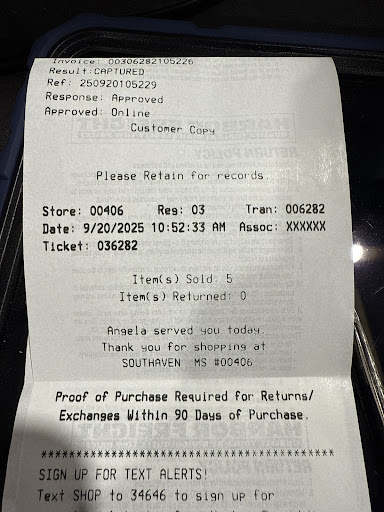 Invoice: 00306282105226
Result:CAPTURED
Ref: 250920105229
Response: Approved
Approved: Online
Customer Copy
Please Retain for records.
Store: 00406 Reg: 03 Tran: 006282
Date: 9/20/2025 10:52:33 AM Assoc: XXXXXX
Ticket: 036282
Item(s) Sold: 5
Item(s) Returned: 0
Angela served you today.
Thank you for shopping at
SOUTHAVEN MS #00406
Proof of Purchase Required for Returns/
Exchanges Within 90 Days of Purchase.
***************************************
SIGN UP FOR TEXT ALERTS!
Text SHOP to 34646 to sign up for